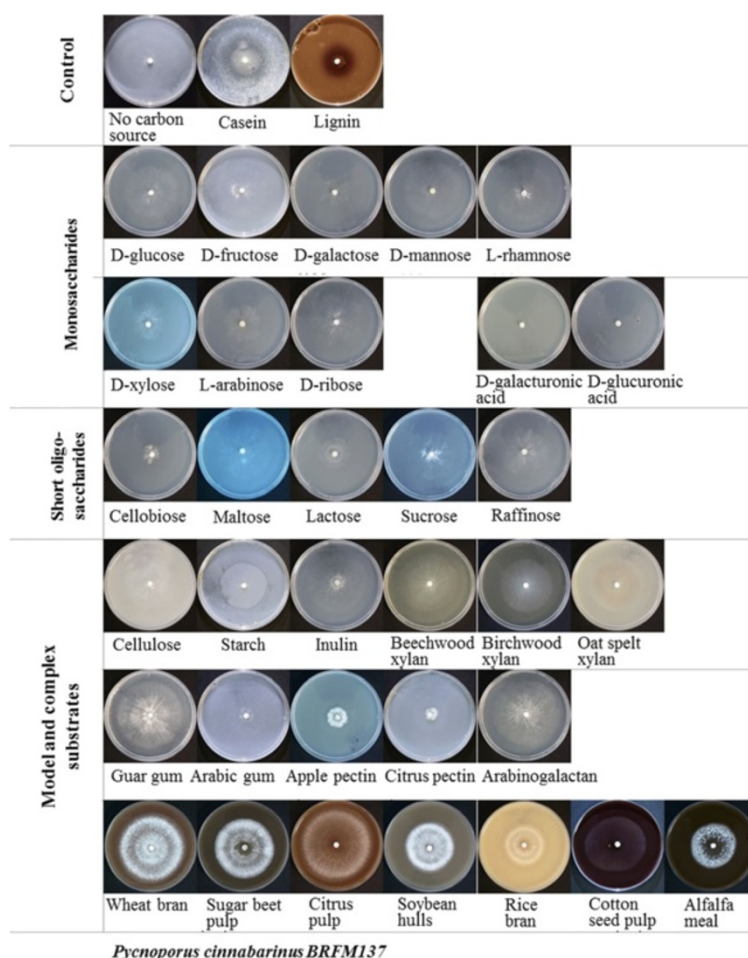 Control
No carbon source
Casein
Lignin
Monosaccharides
D-glucose
D-fructose
D-galactose
D-mannose
L-rhamnose
D-xylose
L-arabinose
D-ribose
D-galacturonic acid
D-glucuronic acid
Short oligo-
saccharides
Cellobiose
Maltose
Lactose
Sucrose
Raffinose
Model and complex
substrates
Cellulose
Starch
Inulin
Beechwood xylan
Birchwood xylan
Oat spelt xylan
Guar gum
Arabic gum
Apple pectin
Citrus pectin
Arabinogalactan
Wheat bran
Sugar beet pulp
Citrus pulp
Soybean hulls
Rice bran
Cotton seed pulp
Alfalfa meal
Pycnoporus cinnabarinus BRFM137